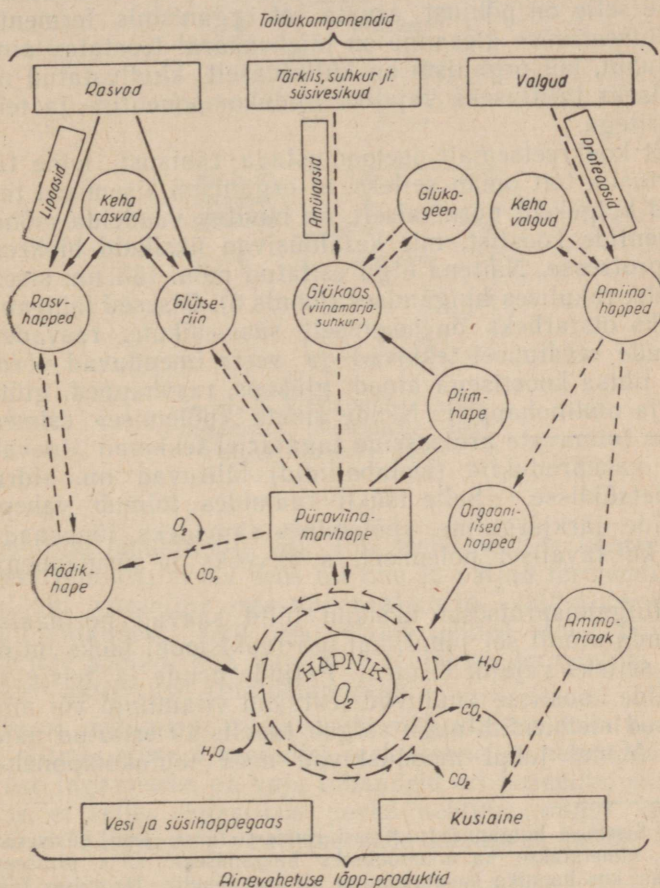 Toidukomponendid
Rasvad
Tärklis, suhkur jt.
süsivesikud
Valgud
Lipaasid
Amülaasid
Proteaasid
Keha
rasvad
Glüko-
geen
Keha
valgud
Rasv-
happed
Glütse-
riin
Glükoos
(viinamarja-
suhkur)
Amiino-
happed
Piim-
hape
Püroviina-
marihape
Orgaani-
lised
happed
O₂
CO₂
Äädik-
hape
Ammo-
niaak
HAPNIK
O₂
H₂O
CO₂
H₂O
CO₂
Vesi ja süsihappegaas
Kusiaine
Ainevahetuse lõpp-produktid